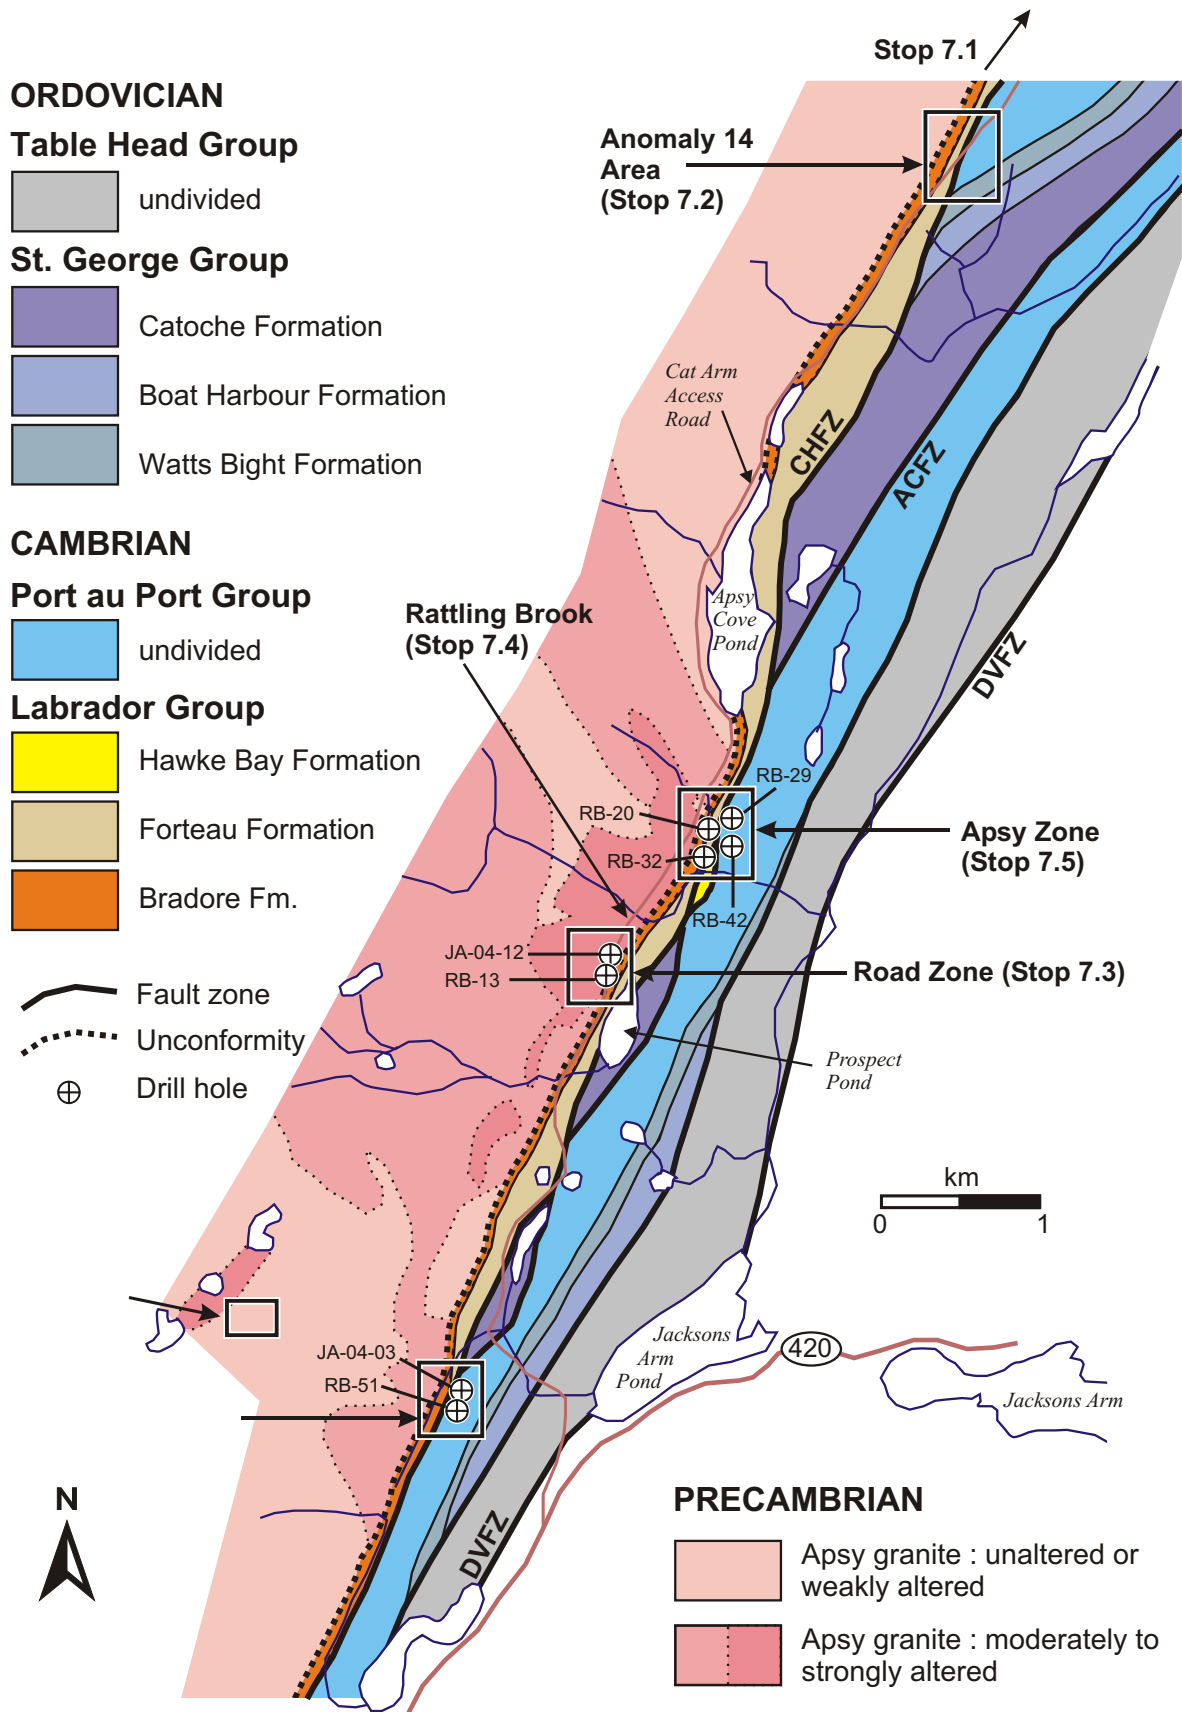 Stop 7.1
ORDOVICIAN
Table Head Group
undivided
St. George Group
Catoche Formation
Boat Harbour Formation
Watts Bight Formation
CAMBRIAN
Port au Port Group
undivided
Labrador Group
Hawke Bay Formation
Forteau Formation
Bradore Fm.
Fault zone
Unconformity
Drill hole
Anomaly 14
Area
(Stop 7.2)
Cat Arm
Access
Road
CHFZ
ACFZ
DVFZ
Apsy
Cove
Pond
Rattling Brook
(Stop 7.4)
RB-29
RB-20
RB-32
RB-42
Apsy Zone
(Stop 7.5)
JA-04-12
RB-13
Road Zone (Stop 7.3)
Prospect
Pond
km
0 1
JA-04-03
RB-51
Jacksons
Arm
Pond
420
Jacksons Arm
N
DVFZ
PRECAMBRIAN
Apsy granite : unaltered or
weakly altered
Apsy granite : moderately to
strongly altered